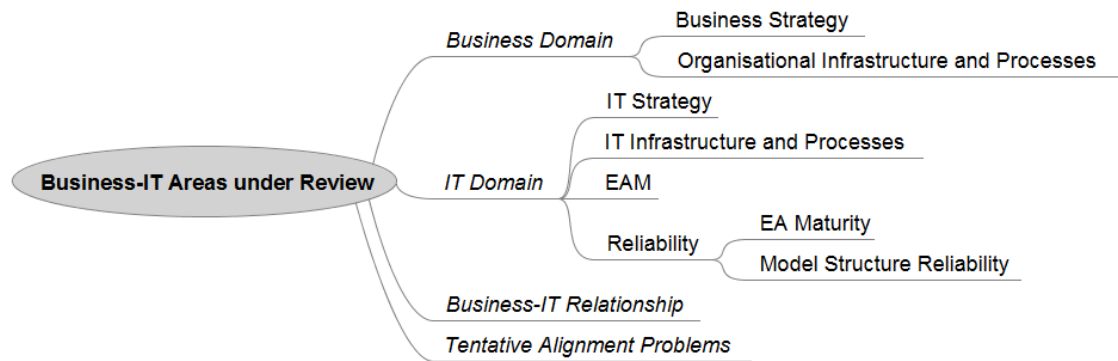 Business-IT Areas under Review
Business Domain
Business Strategy
Organisational Infrastructure and Processes
IT Domain
IT Strategy
IT Infrastructure and Processes
EAM
Reliability
EA Maturity
Model Structure Reliability
Business-IT Relationship
Tentative Alignment Problems